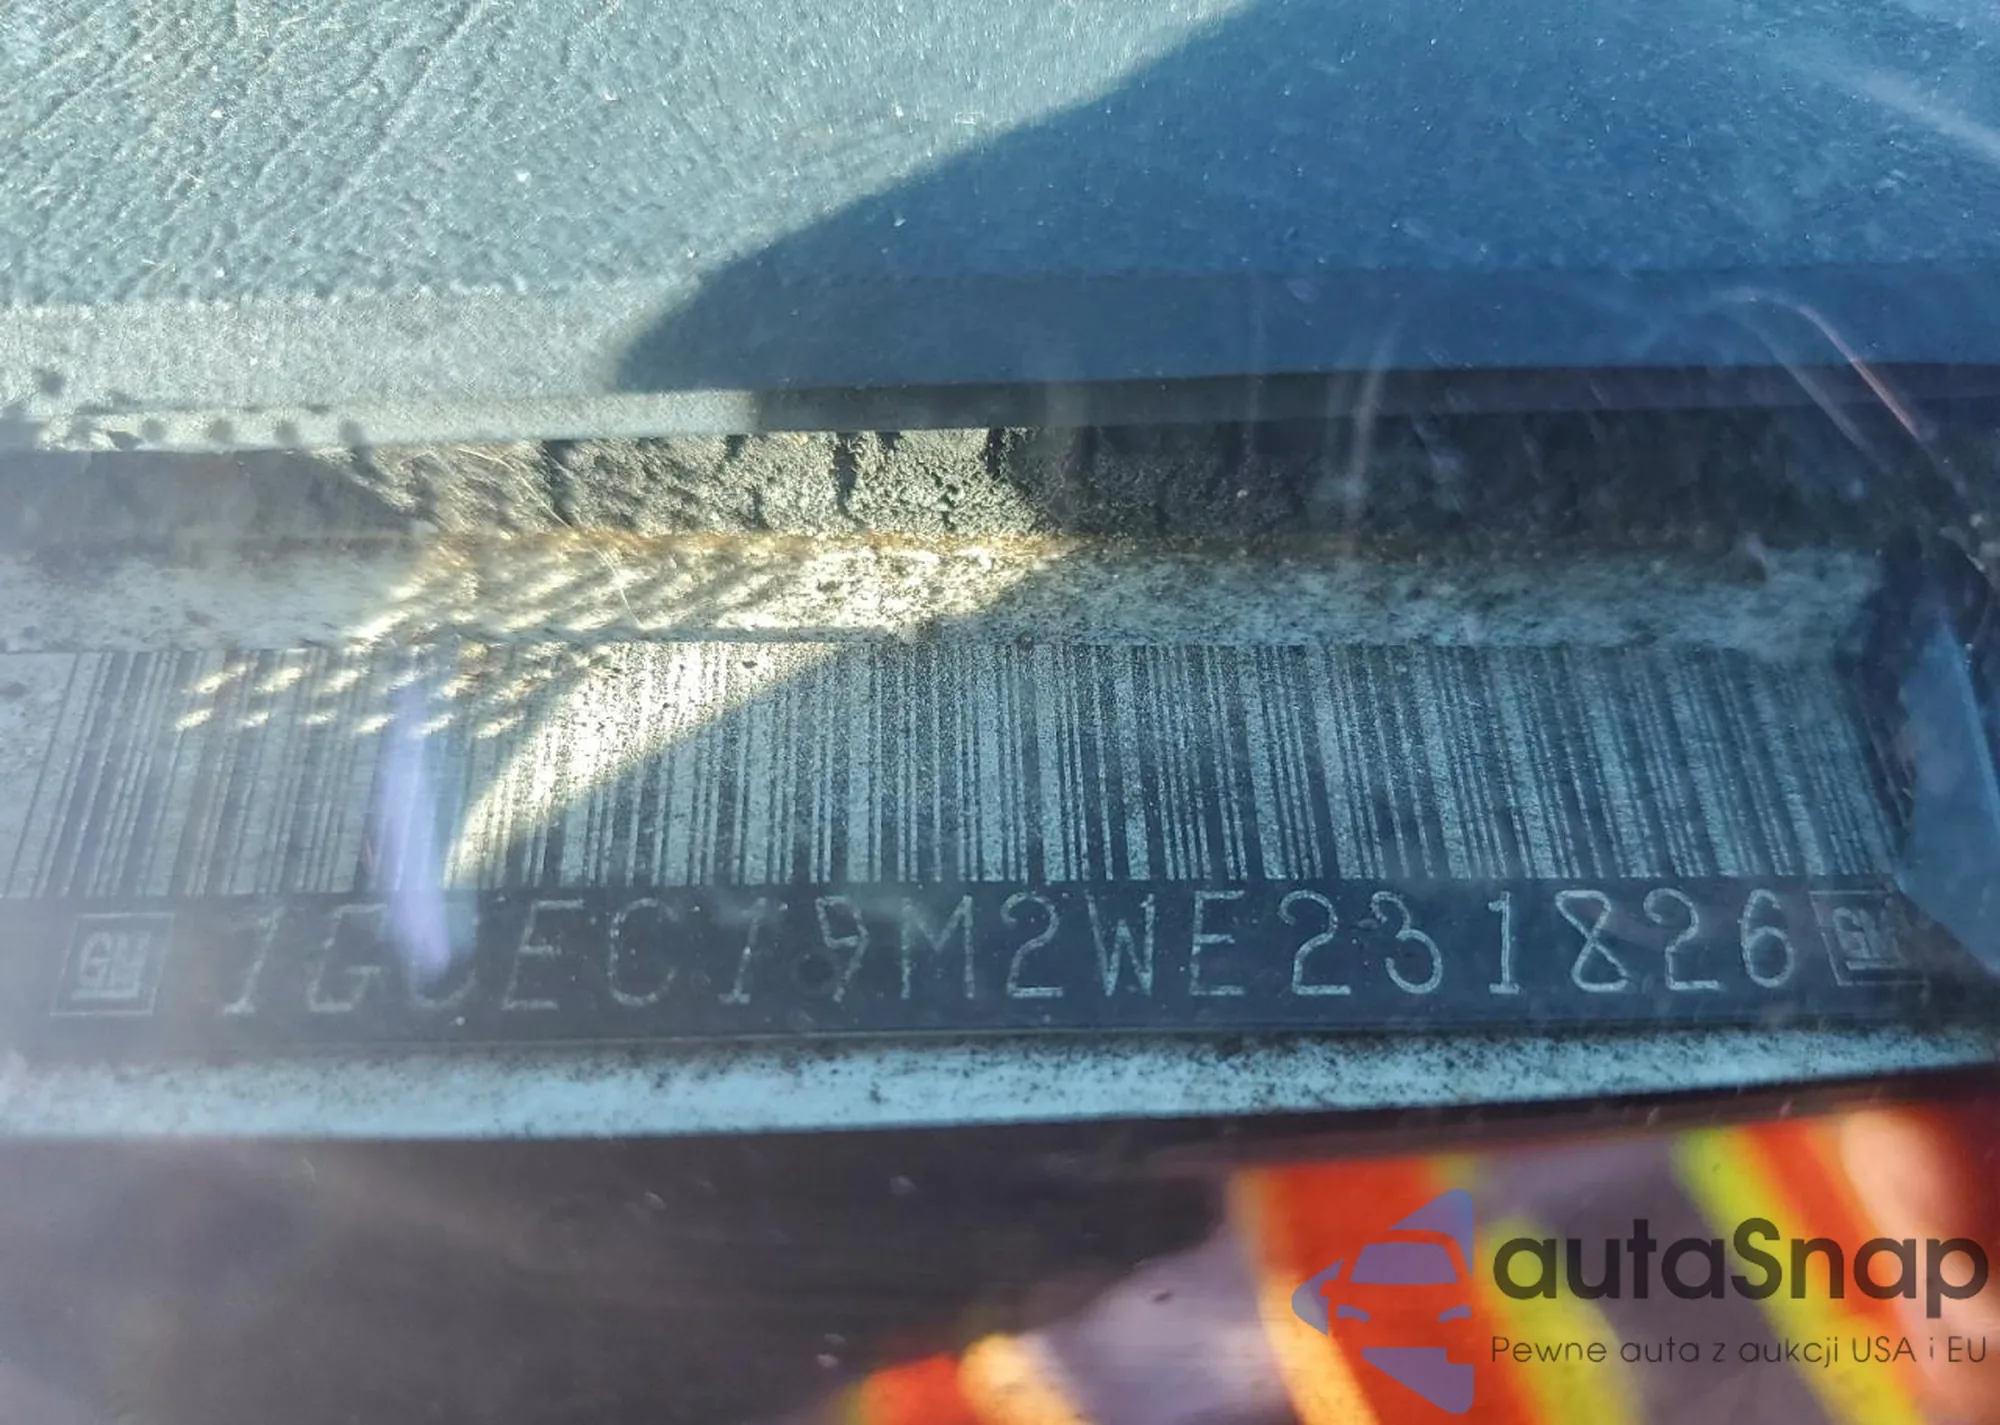 GM 1GCEC19M2WE231826 GM
autaSnap
Pewne auta z aukcji USA i EU